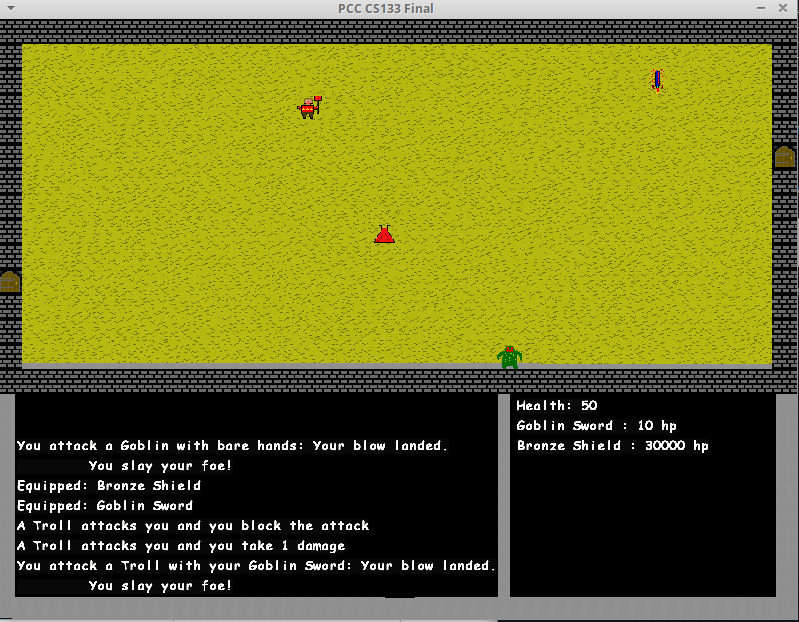 PCC CS133 Final
You attack a Goblin with bare hands: Your blow landed.
You slay your foe!
Equipped: Bronze Shield
Equipped: Goblin Sword
A Troll attacks you and you block the attack
A Troll attacks you and you take 1 damage
You attack a Troll with your Goblin Sword: Your blow landed.
You slay your foe!
Health: 50
Goblin Sword : 10 hp
Bronze Shield : 30000 hp